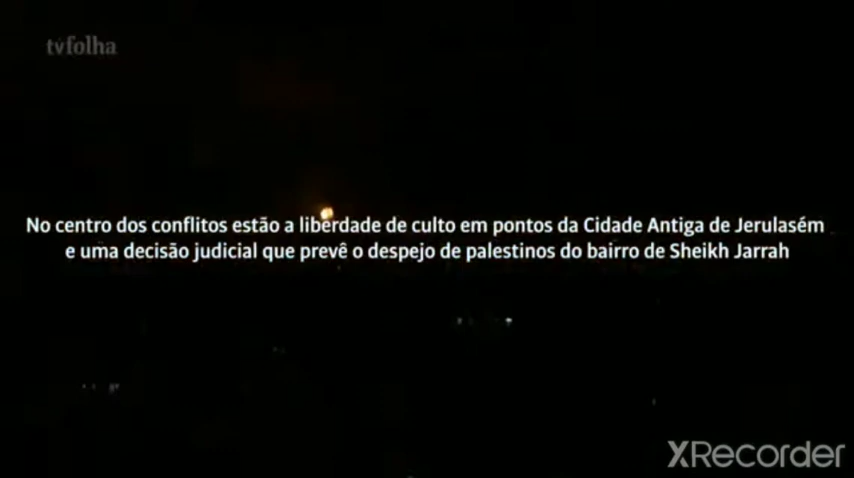 tvfolha
No centro dos conflitos estão a liberdade de culto em pontos da Cidade Antiga de Jerulasém
e uma decisão judicial que prevê o despejo de palestinos do bairro de Sheikh Jarrah
XRecorder